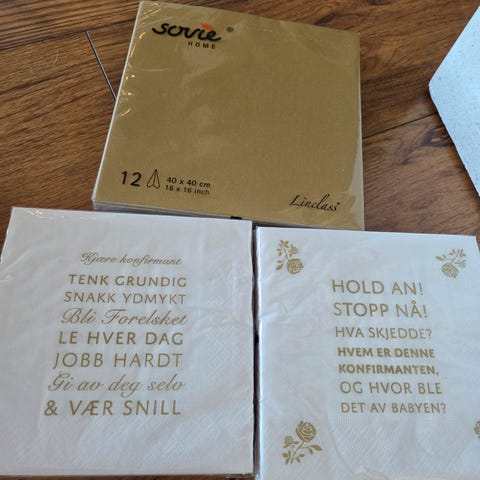 sovie
HOME
12
40 x 40 cm
16 x 16 inch
Linclass
Kjære konfirmant
TENK GRUNDIG
SNAKK YDMYKT
Bli Forelsket
LE HVER DAG
JOBB HARDT
Gi av deg selv
& VÆR SNILL
HOLD AN!
STOPP NÅ!
HVA SKJEDDE?
HVEM ER DENNE
KONFIRMANTEN,
OG HVOR BLE
DET AV BABYEN?